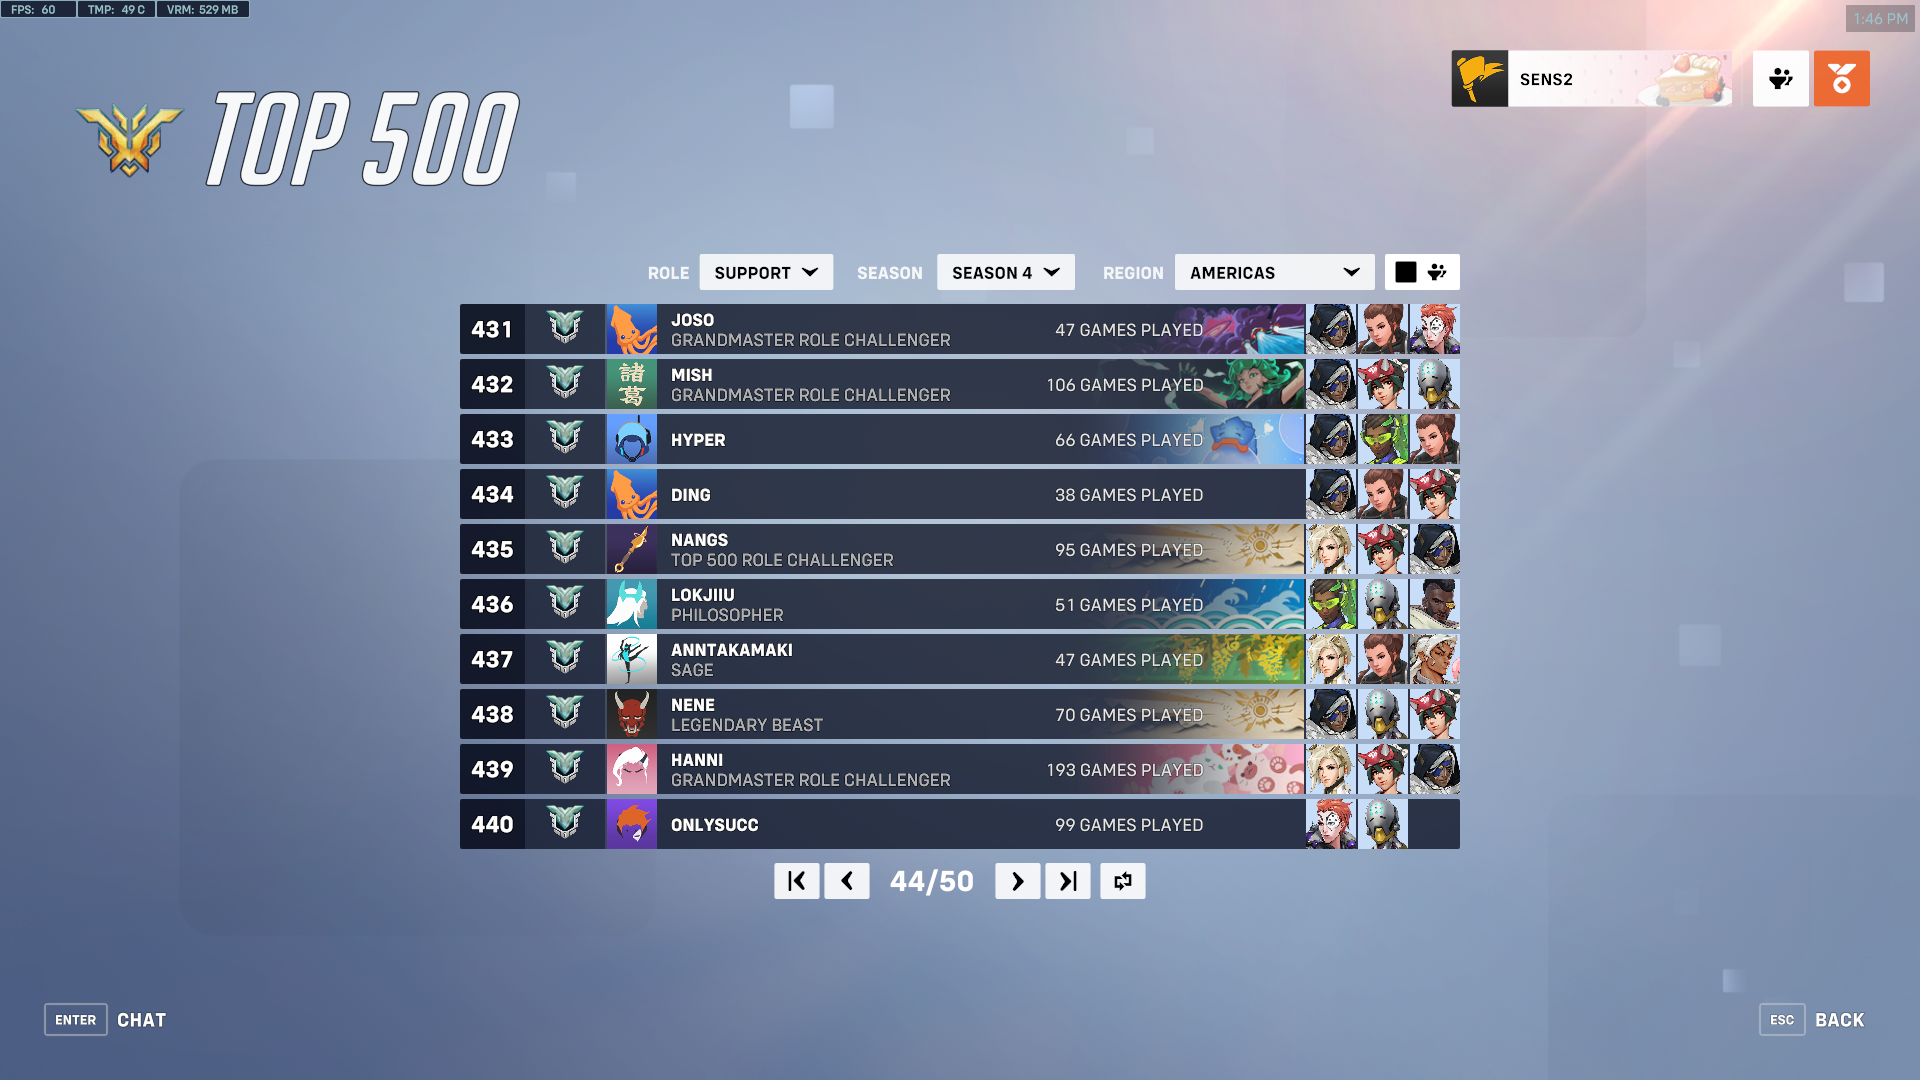 FPS: 60 TMP: 49 C VRM: 529 MB
1:46 PM
SENS2
TOP 500
ROLE SUPPORT SEASON SEASON 4 REGION AMERICAS
431 JOSO 47 GAMES PLAYED
GRANDMASTER ROLE CHALLENGER
432 諸葛 MISH 106 GAMES PLAYED
GRANDMASTER ROLE CHALLENGER
433 HYPER 66 GAMES PLAYED
434 DING 38 GAMES PLAYED
435 NANGS 95 GAMES PLAYED
TOP 500 ROLE CHALLENGER
436 LOKJIIU 51 GAMES PLAYED
PHILOSOPHER
437 ANNTAKAMAKI 47 GAMES PLAYED
SAGE
438 NENE 70 GAMES PLAYED
LEGENDARY BEAST
439 HANNI 193 GAMES PLAYED
GRANDMASTER ROLE CHALLENGER
440 ONLYSUCC 99 GAMES PLAYED
44/50
ENTER CHAT
ESC BACK